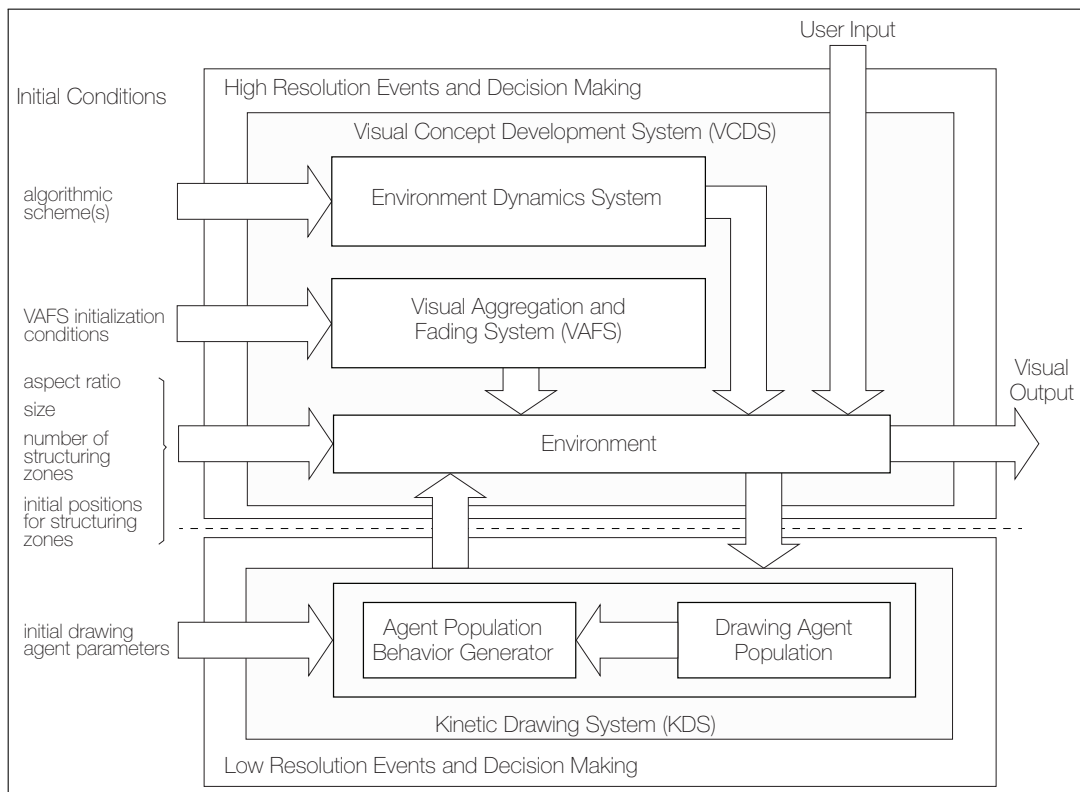 User Input
High Resolution Events and Decision Making
Initial Conditions
Visual Concept Development System (VCDS)
algorithmic
scheme(s)
Environment Dynamics System
VAFS initialization
conditions
Visual Aggregation and
Fading System (VAFS)
aspect ratio
size
number of
structuring
zones
initial positions
for structuring
zones
Environment
Visual
Output
initial drawing
agent parameters
Agent Population
Behavior Generator
Drawing Agent
Population
Kinetic Drawing System (KDS)
Low Resolution Events and Decision Making